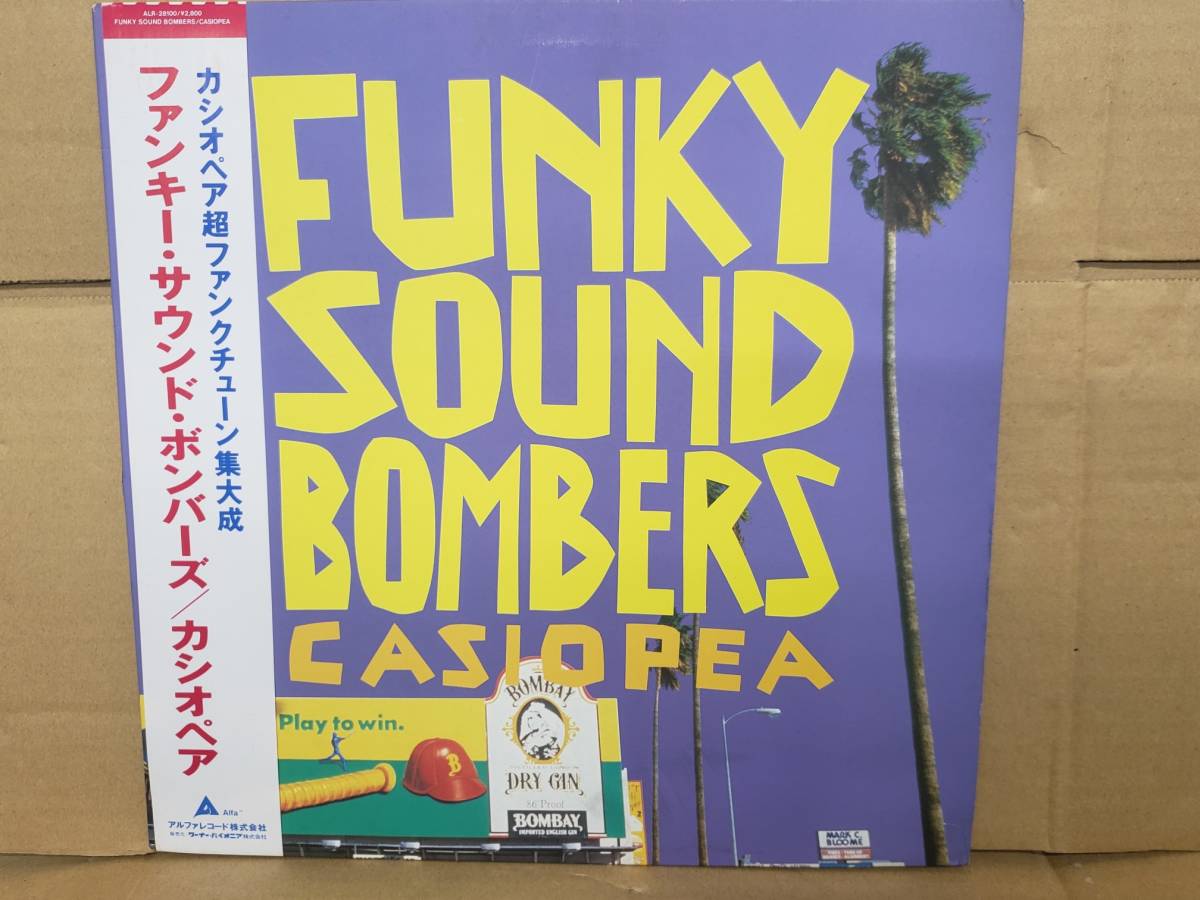 ALR-28100/¥2,800
FUNKY SOUND BOMBERS/CASIOPEA
カシオペア超ファンクチューン集大成
ファンキー・サウンド・ボンバーズ/カシオペア
Alfa™
アルファレコード株式会社
発売元 ワーナー・パイオニア株式会社
FUNKY
SOUND
BOMBERS
CASIOPEA
Play to win.
B
BOMBAY
DRY GIN
86 Proof
BOMBAY
IMPORTED ENGLISH GIN
MARK C.
BLOOME